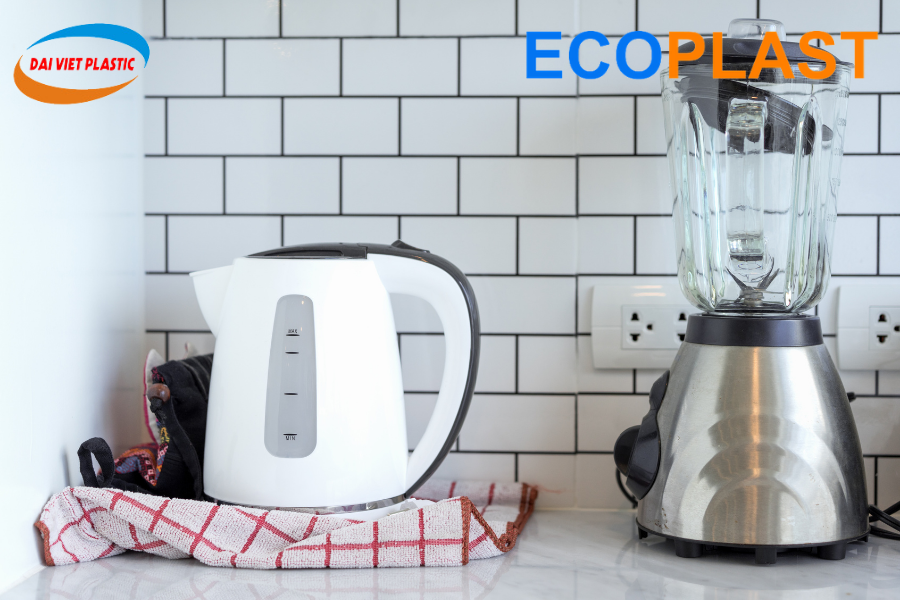 DAI VIET PLASTIC
ECOPLAST
MAX
MIN